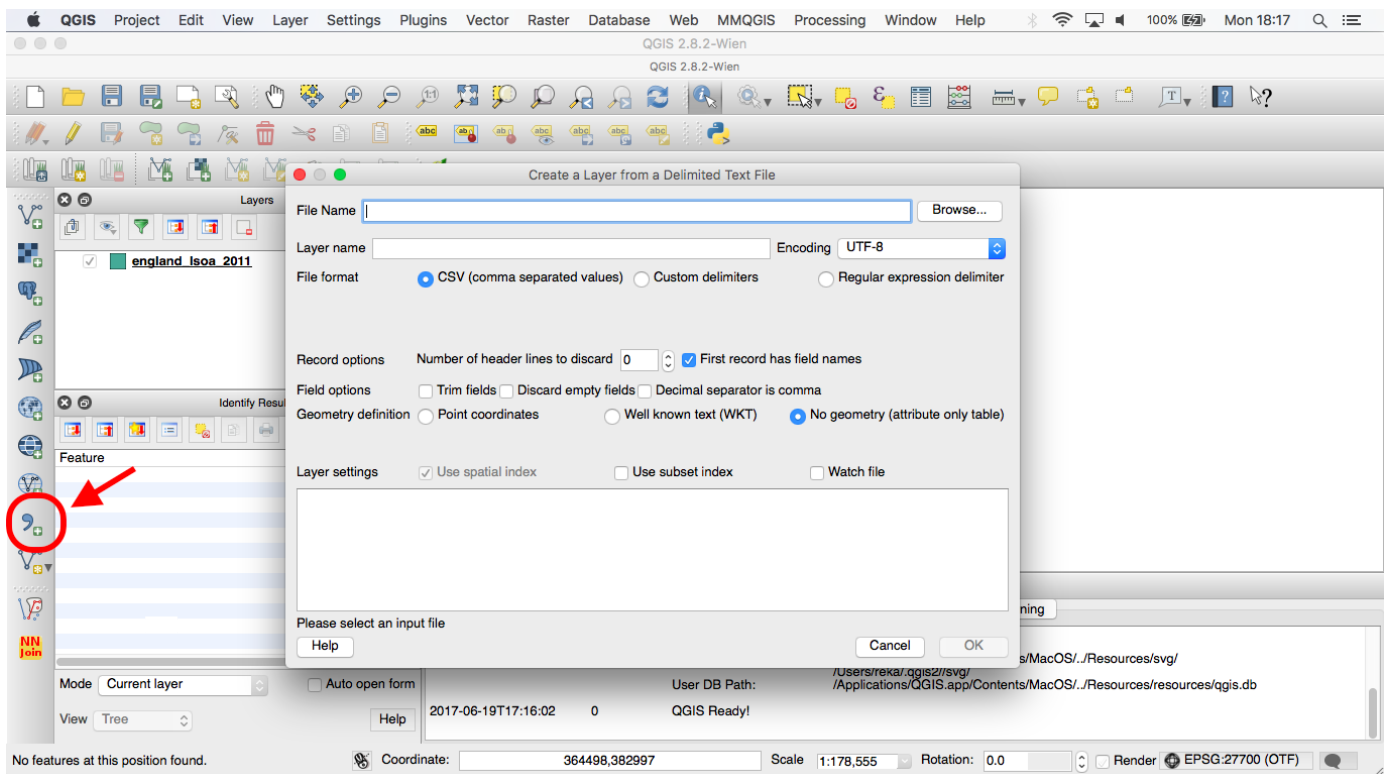 QGIS Project Edit View Layer Settings Plugins Vector Raster Database Web MMQGIS Processing Window Help 100% Mon 18:17
QGIS 2.8.2-Wien
QGIS 2.8.2-Wien
1:1
T
?
?
abc ab abc abc abc abc abc
Create a Layer from a Delimited Text File
Layers
File Name Browse...
Layer name Encoding UTF-8
england_lsoa_2011
File format CSV (comma separated values) Custom delimiters Regular expression delimiter
Record options Number of header lines to discard 0 First record has field names
Field options Trim fields Discard empty fields Decimal separator is comma
Identify Resu
Geometry definition Point coordinates Well known text (WKT) No geometry (attribute only table)
Feature
Layer settings Use spatial index Use subset index Watch file
ning
Please select an input file
Help Cancel OK
NN
Join
s/MacOS/../Resources/svg/
/Users/reka/.qgis2//svg/
Mode Current layer Auto open form User DB Path: /Applications/QGIS.app/Contents/MacOS/../Resources/resources/qgis.db
View Tree Help 2017-06-19T17:16:02 0 QGIS Ready!
No features at this position found. Coordinate: 364498,382997 Scale 1:178,555 Rotation: 0.0 Render EPSG:27700 (OTF)